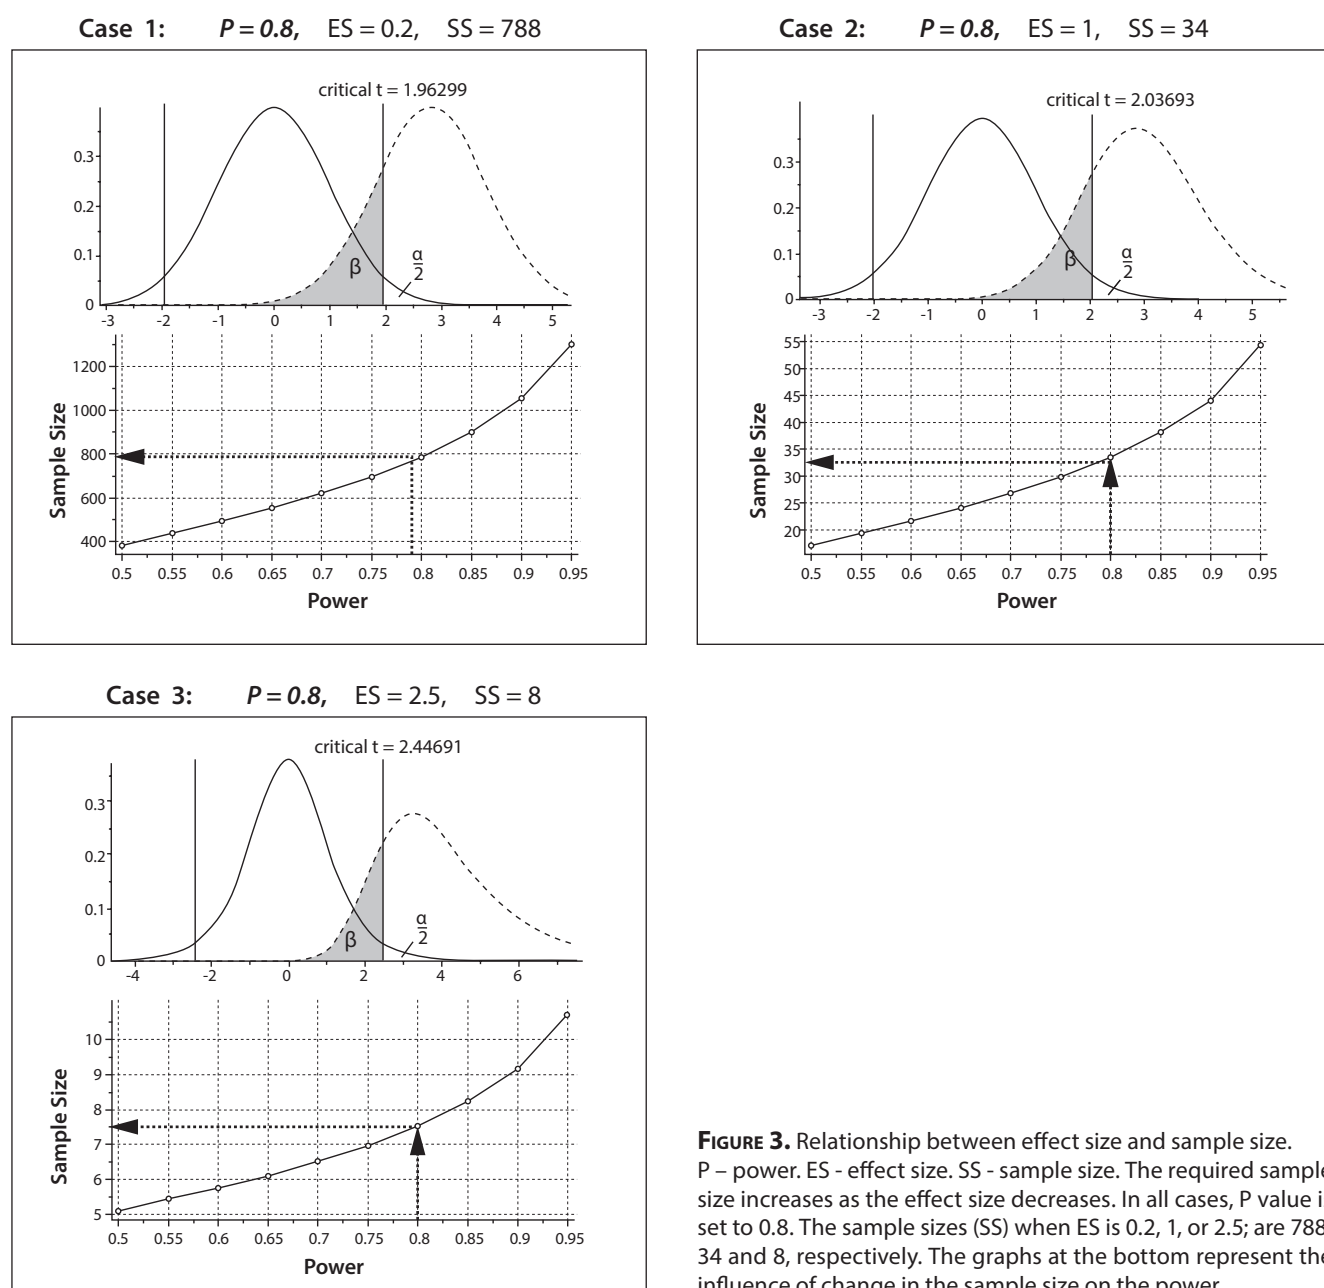 Case 1: P = 0.8, ES = 0.2, SS = 788
critical t = 1.96299
0.3
0.2
0.1
0
β
α
2
-3 -2 -1 0 1 2 3 4 5
1200
1000
800
600
400
Sample Size
0.5 0.55 0.6 0.65 0.7 0.75 0.8 0.85 0.9 0.95
Power
Case 2: P = 0.8, ES = 1, SS = 34
critical t = 2.03693
0.3
0.2
0.1
0
β
α
2
-3 -2 -1 0 1 2 3 4 5
55
50
45
40
35
30
25
20
Sample Size
0.5 0.55 0.6 0.65 0.7 0.75 0.8 0.85 0.9 0.95
Power
Case 3: P = 0.8, ES = 2.5, SS = 8
critical t = 2.44691
0.3
0.2
0.1
0
β
α
2
-4 -2 0 2 4 6
10
9
8
7
6
5
Sample Size
0.5 0.55 0.6 0.65 0.7 0.75 0.8 0.85 0.9 0.95
Power
FIGURE 3. Relationship between effect size and sample size.
P – power. ES - effect size. SS - sample size. The required sample
size increases as the effect size decreases. In all cases, P value i
set to 0.8. The sample sizes (SS) when ES is 0.2, 1, or 2.5; are 788
34 and 8, respectively. The graphs at the bottom represent the
influence of change in the sample size on the power